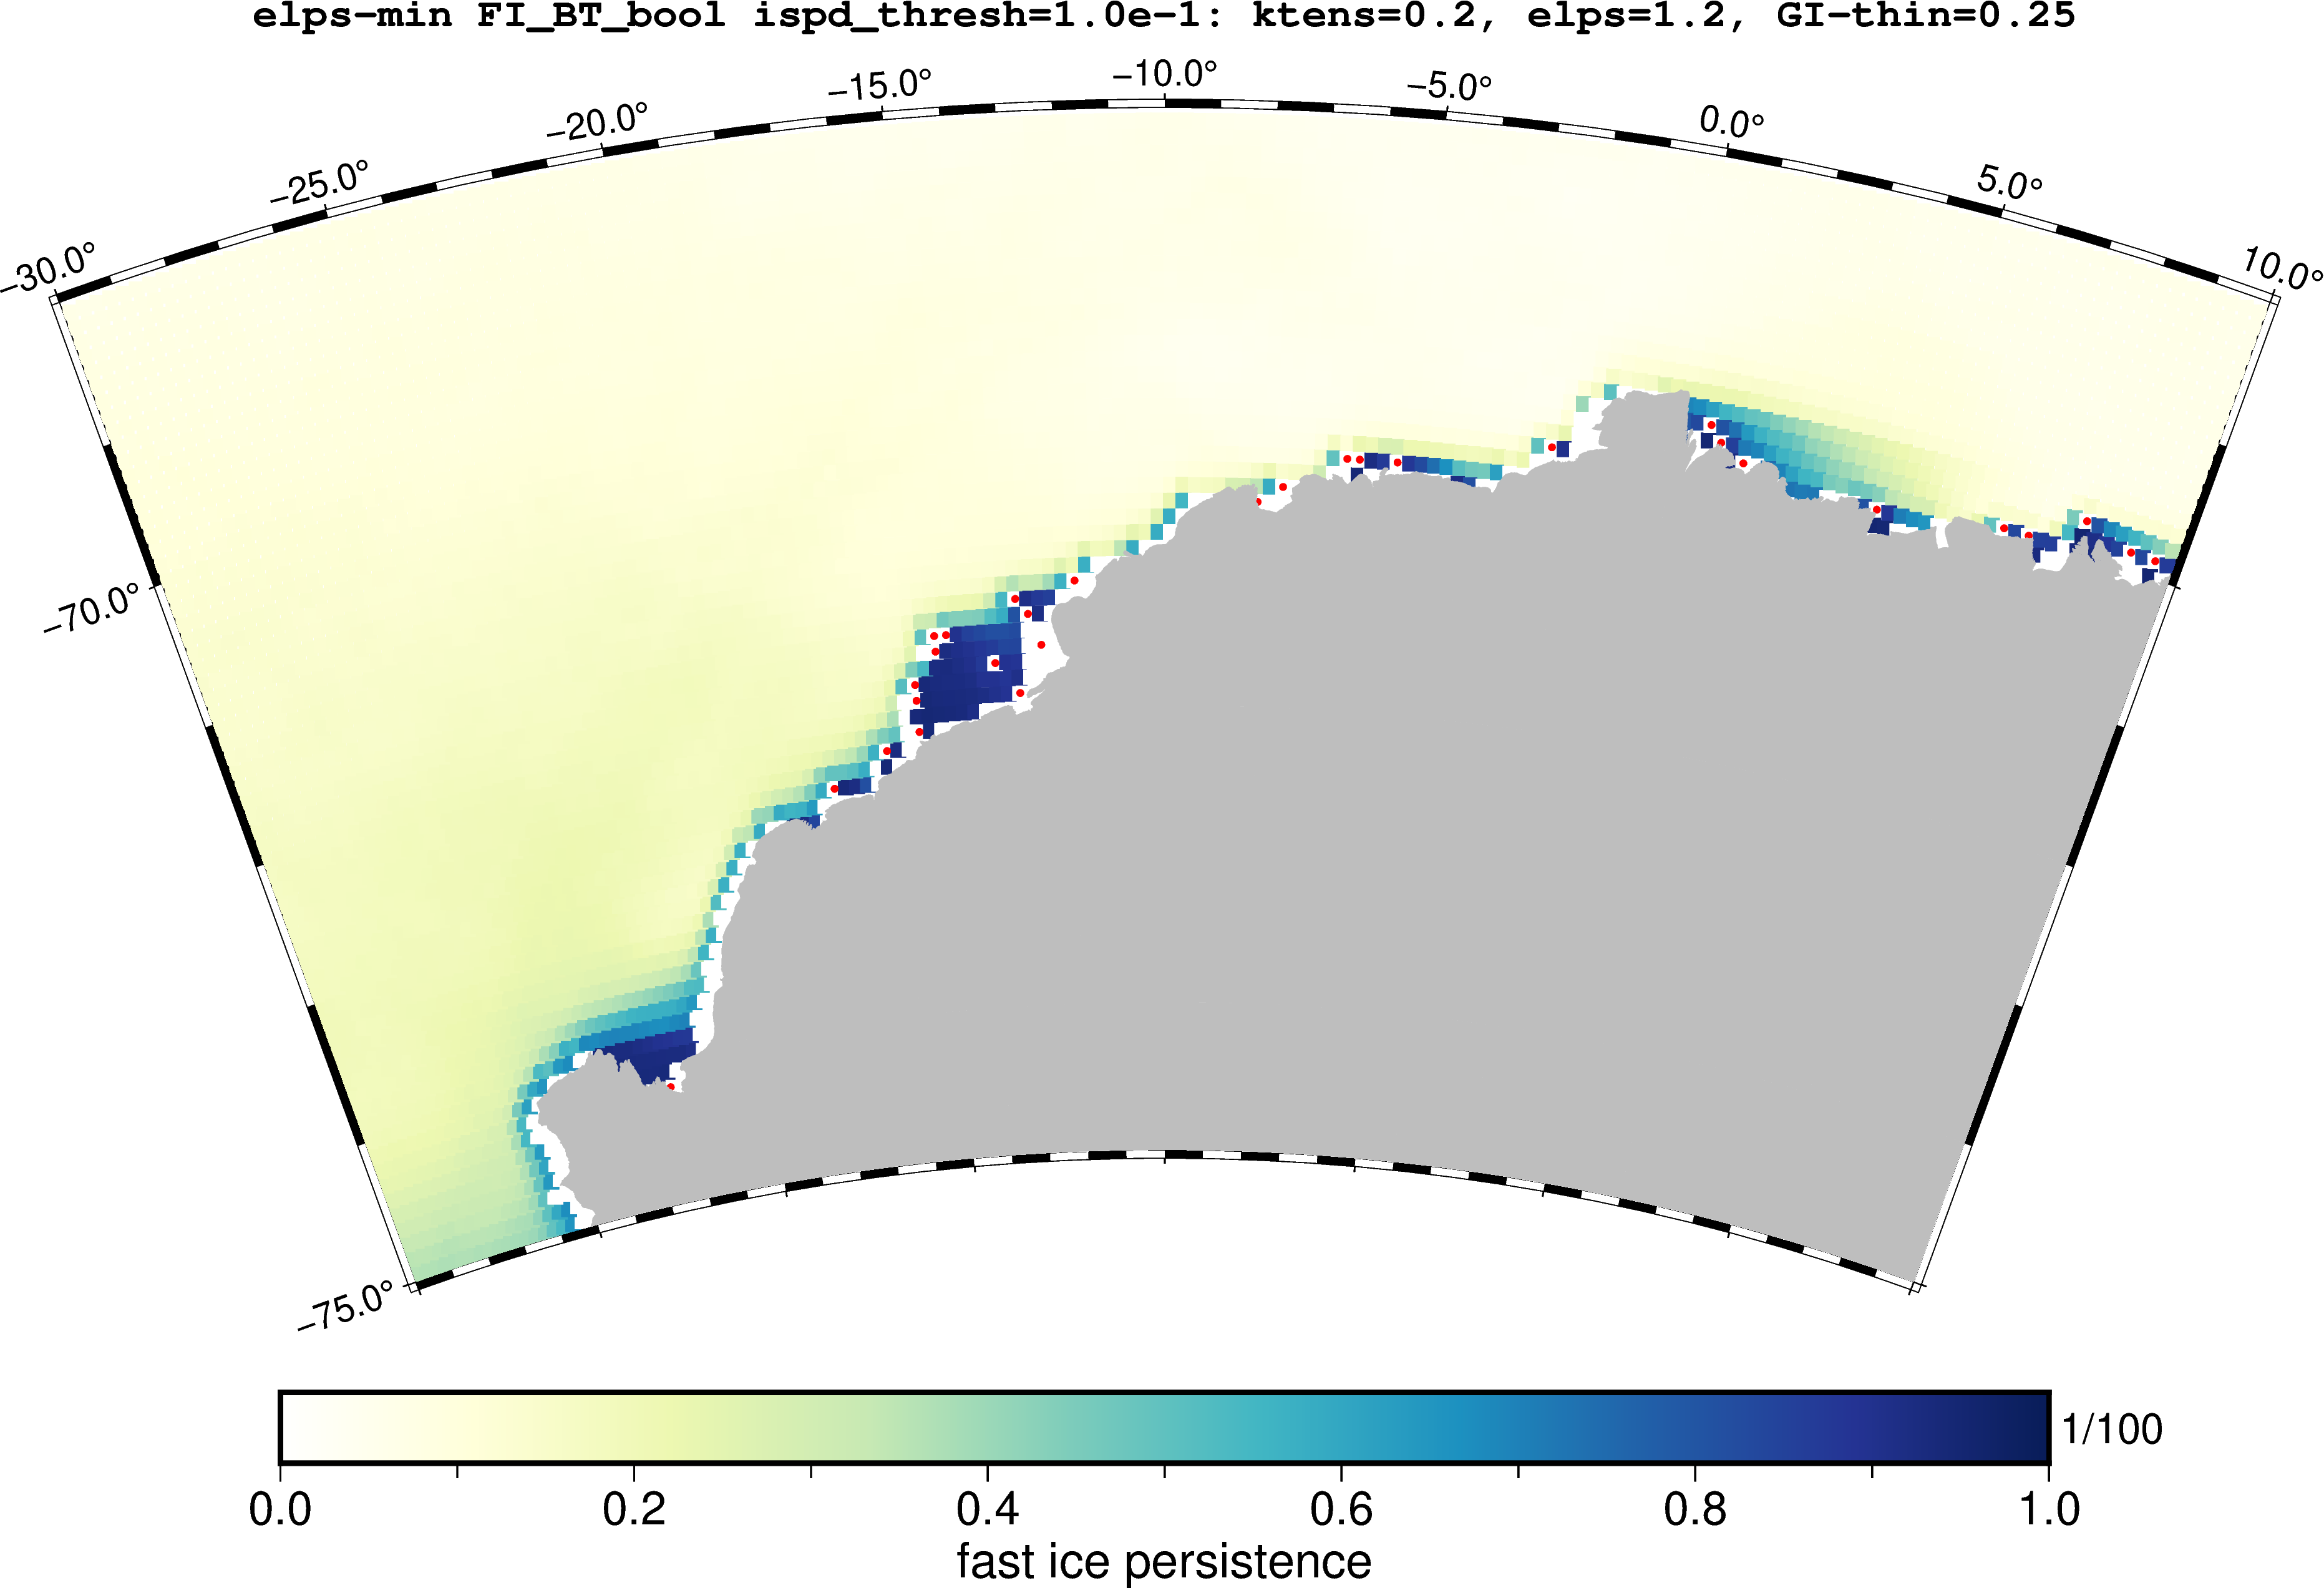 elps-min FI_BT_bool ispd_thresh=1.0e-1: ktens=0.2, elps=1.2, GI-thin=0.25
-30.0° -25.0° -20.0° -15.0° -10.0° -5.0° 0.0° 5.0° 10.0°
-70.0°
-75.0°
1/100
0.0 0.2 0.4 0.6 0.8 1.0
fast ice persistence